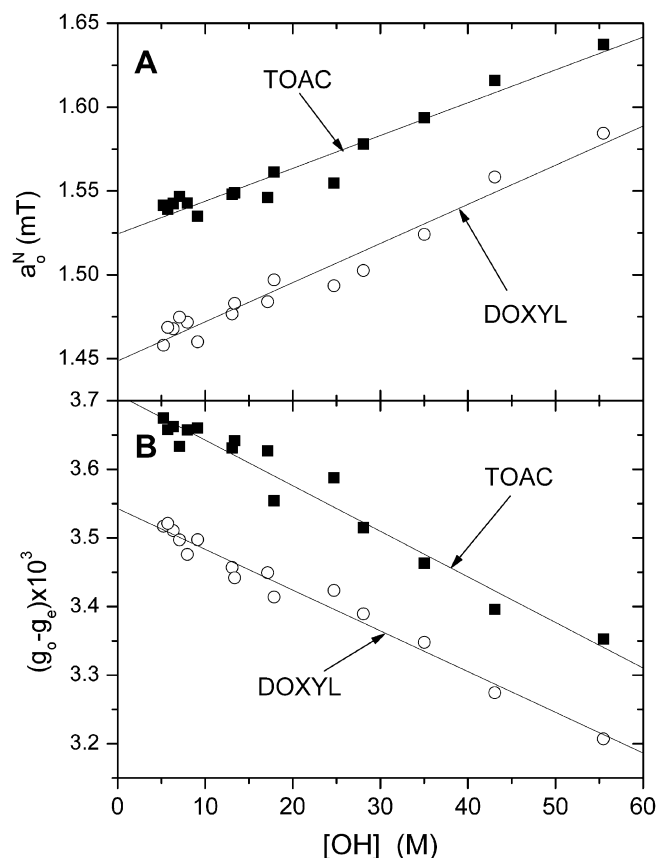 1.65
A
TOAC
1.60
1.55
a_o^N (mT)
1.50
DOXYL
1.45
3.7
B
3.6
TOAC
3.5
(g_o-g_e)x10^3
3.4
DOXYL
3.3
3.2
0 10 20 30 40 50 60
[OH] (M)